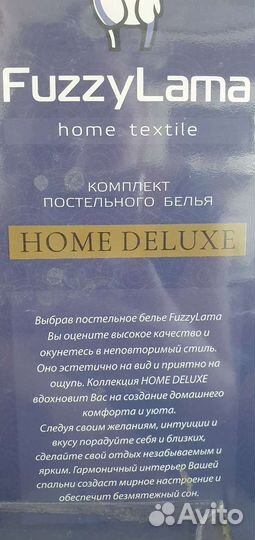 FuzzyLama
home textile
КОМПЛЕКТ
ПОСТЕЛЬНОГО БЕЛЬЯ
HOME DELUXE
Выбрав постельное белье FuzzyLama
Вы оцените высокое качество и
окунетесь в неповторимый стиль.
Оно эстетично на вид и приятно на
ощупь. Коллекция HOME DELUXE
вдохновит Вас на создание домашнего
комфорта и уюта.
Следуя своим желаниям, интуиции и
вкусу порадуйте себя и близких,
сделайте свой отдых незабываемым и
ярким. Гармоничный интерьер Вашей
спальни создаст мирное настроение и
обеспечит безмятежный сон.
Avito